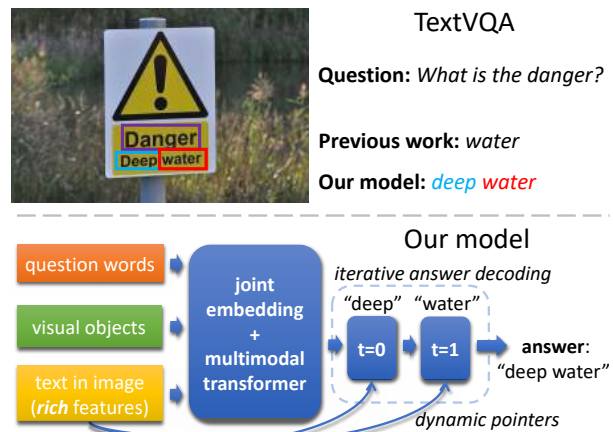 TextVQA
Danger
Deep water
Question: What is the danger?
Previous work: water
Our model: deep water
Our model
question words
visual objects
text in image
(rich features)
joint
embedding
+
multimodal
transformer
iterative answer decoding
“deep” “water”
t=0
t=1
answer:
“deep water”
dynamic pointers